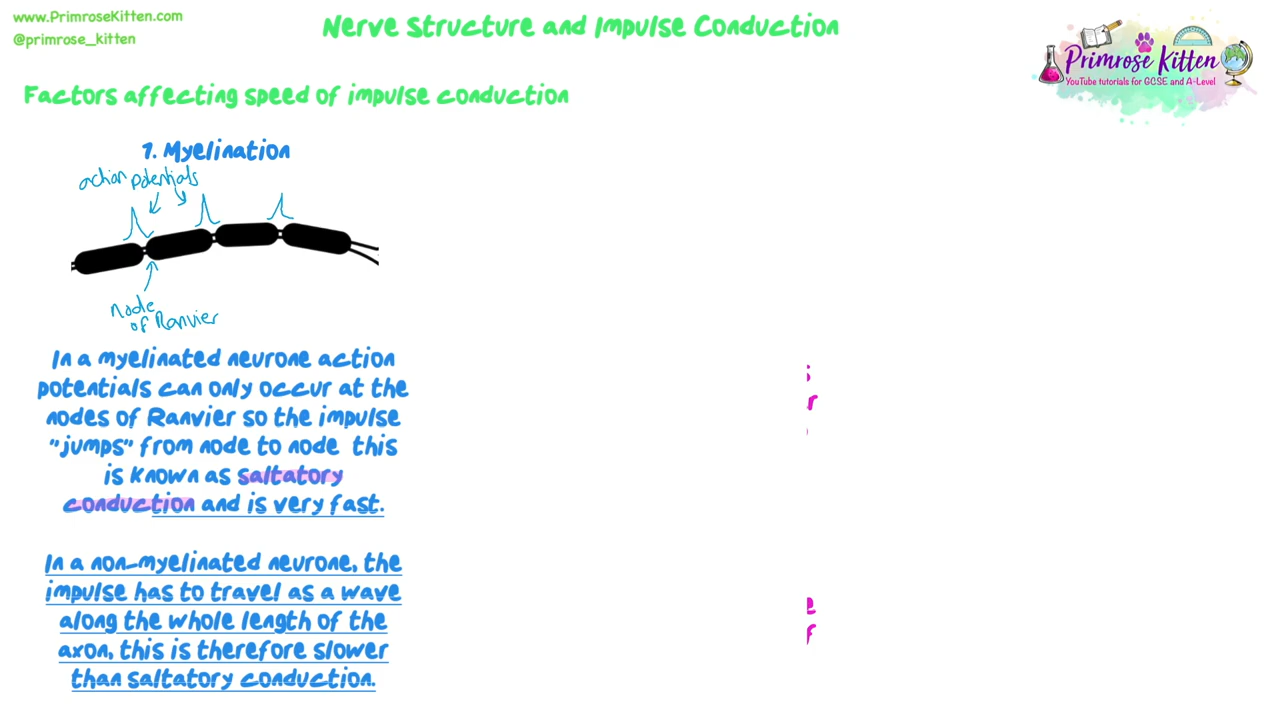 www.PrimroseKitten.com
@primrose_kitten
Nerve Structure and Impulse Conduction
Primrose Kitten
YouTube tutorials for GCSE and A-Level
Factors affecting speed of impulse conduction
1. Myelination
action potentials
node
of Ranvier
In a myelinated neurone action
potentials can only occur at the
nodes of Ranvier so the impulse
"jumps" from node to node this
is known as saltatory
conduction and is very fast.
In a non-myelinated neurone, the
impulse has to travel as a wave
along the whole length of the
axon, this is therefore slower
than saltatory conduction.